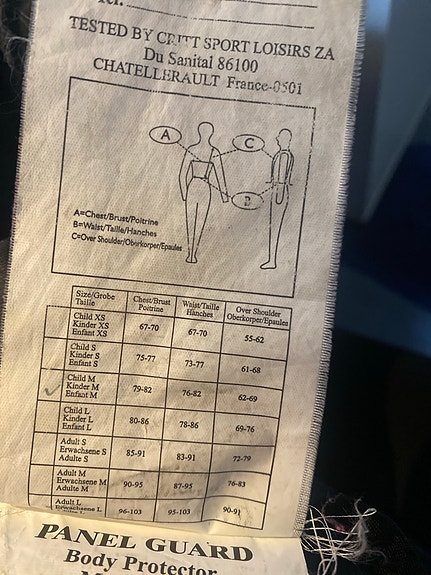 TESTED BY CRITT SPORT LOISIRS ZA
Du Sanital 86100
CHATELLERAULT France-0501
A
C
B
A=Chest/Brust/Poitrine
B=Waist/Taille/Hanches
C=Over Shoulder/Oberkorper/Epaules
Size/Grobe Taille Chest/Brust Poitrine Waist/Taille Hanches Over Shoulder Oberkorper/Epaules
Child XS
Kinder XS 67-70 67-70 55-62
Enfant XS
Child S
Kinder S 75-77 73-77 61-68
Enfant S
Child M
Kinder M 79-82 76-82 62-69
Enfant M
Child L
Kinder L 80-86 78-86 69-76
Enfant L
Adult S
Erwachsene S 85-91 83-91 72-79
Adulte S
Adult M
Erwachsene M 90-95 87-95 76-83
Adulte M
Adult L
Erwachsene L 96-103 95-103 90-91
PANEL GUARD
Body Protector